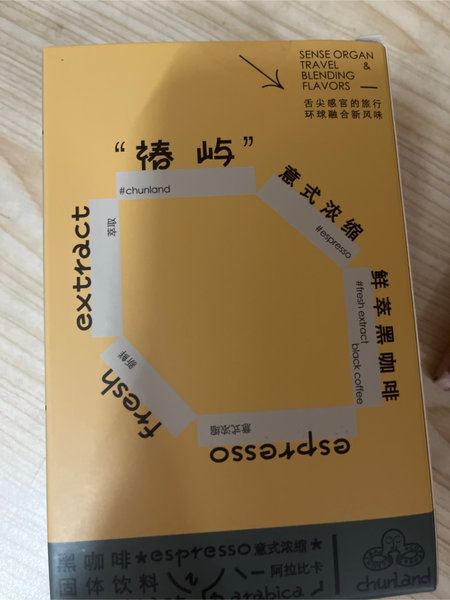 SENSE ORGAN
TRAVEL &
BLENDING
FLAVORS
舌尖感官的旅行
环球融合新风味
“椿屿”
#chunland
意式浓缩
#espresso
鲜萃黑咖啡
#fresh extract
black coffee
espresso
意式浓缩
fresh
新鲜
extract
萃取
黑咖啡*espresso意式浓缩*
固体饮料
阿拉比卡
arabica
chunland